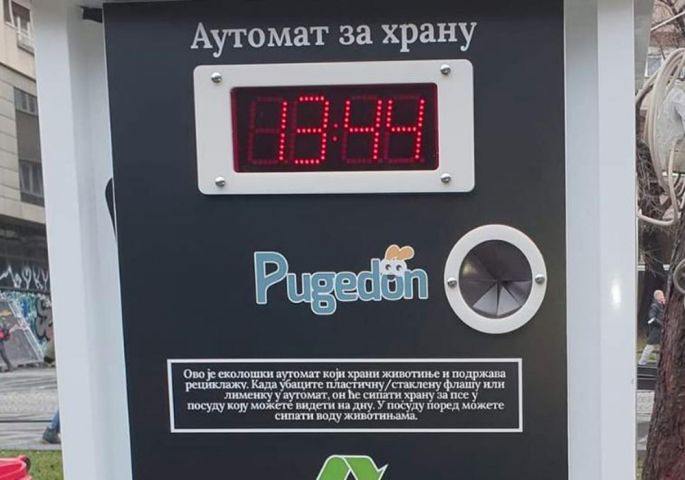 Аутомат за храну
13:44
Pugedon
Ово је еколошки аутомат који храни животиње и подржава
рециклажу. Када убаците пластичну/стаклену флашу или
лименку у аутомат, он ће сипати храну за псе у
посуду коју можете видети на дну. У посуду поред можете
сипати воду животињама.